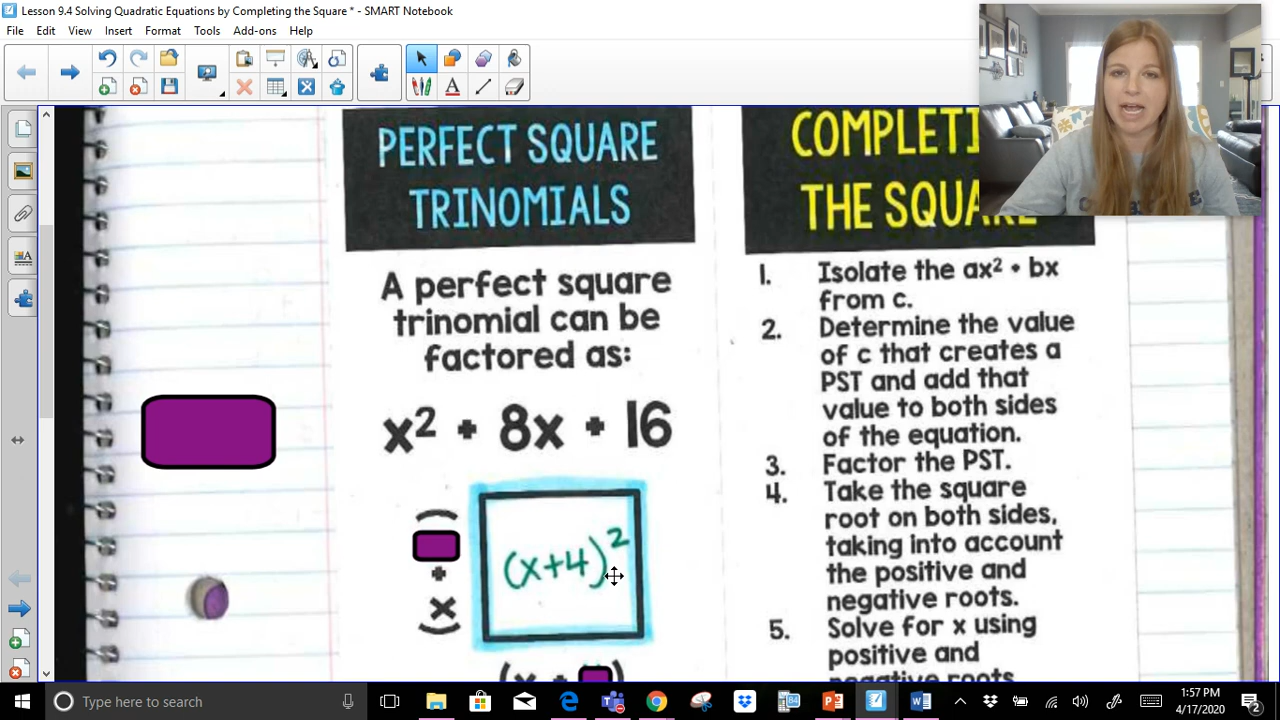 Lesson 9.4 Solving Quadratic Equations by Completing the Square * - SMART Notebook
File Edit View Insert Format Tools Add-ons Help
PERFECT SQUARE
TRINOMIALS
A perfect square
trinomial can be
factored as:
x² + 8x + 16
(x+4)²
(x +
(x + )
COMPLETI
THE SQUARE
1. Isolate the ax² + bx
from c.
2. Determine the value
of c that creates a
PST and add that
value to both sides
of the equation.
3. Factor the PST.
4. Take the square
root on both sides,
taking into account
the positive and
negative roots.
5. Solve for x using
positive and
negative roots
Type here to search
1:57 PM
4/17/2020
2